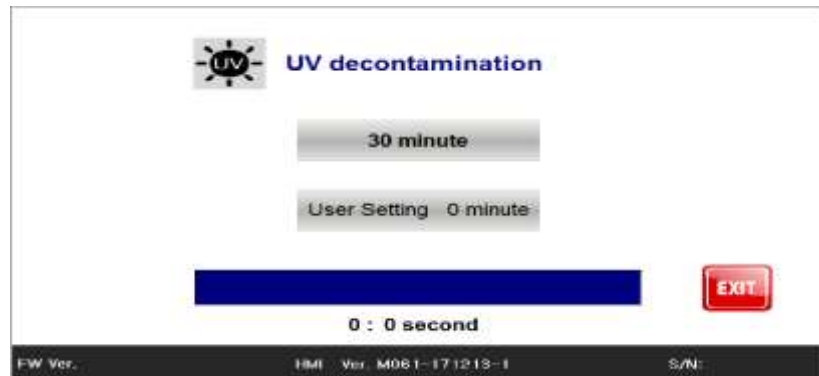 UV UV decontamination
30 minute
User Setting 0 minute
EXIT
0 : 0 second
FW Ver. HMI Ver. M061-171213-1 S/N: